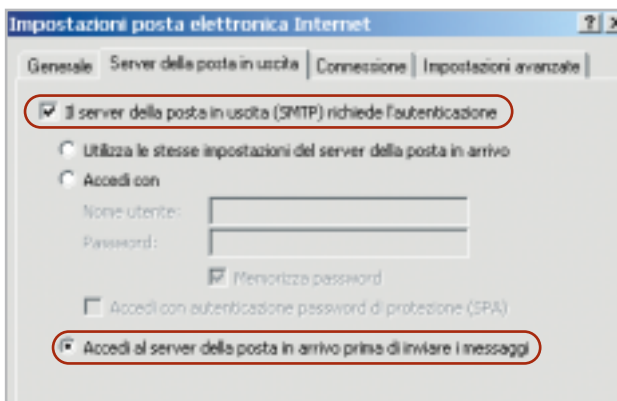 Impostazioni posta elettronica Internet
Generale Server della posta in uscita Connessione Impostazioni avanzate
Il server della posta in uscita (SMTP) richiede l'autenticazione
Utilizza le stesse impostazioni del server della posta in arrivo
Accedi con
Nome utente:
Password:
Memorizza password
Accedi con autenticazione password di protezione (SPA)
Accedi al server della posta in arrivo prima di inviare i messaggi